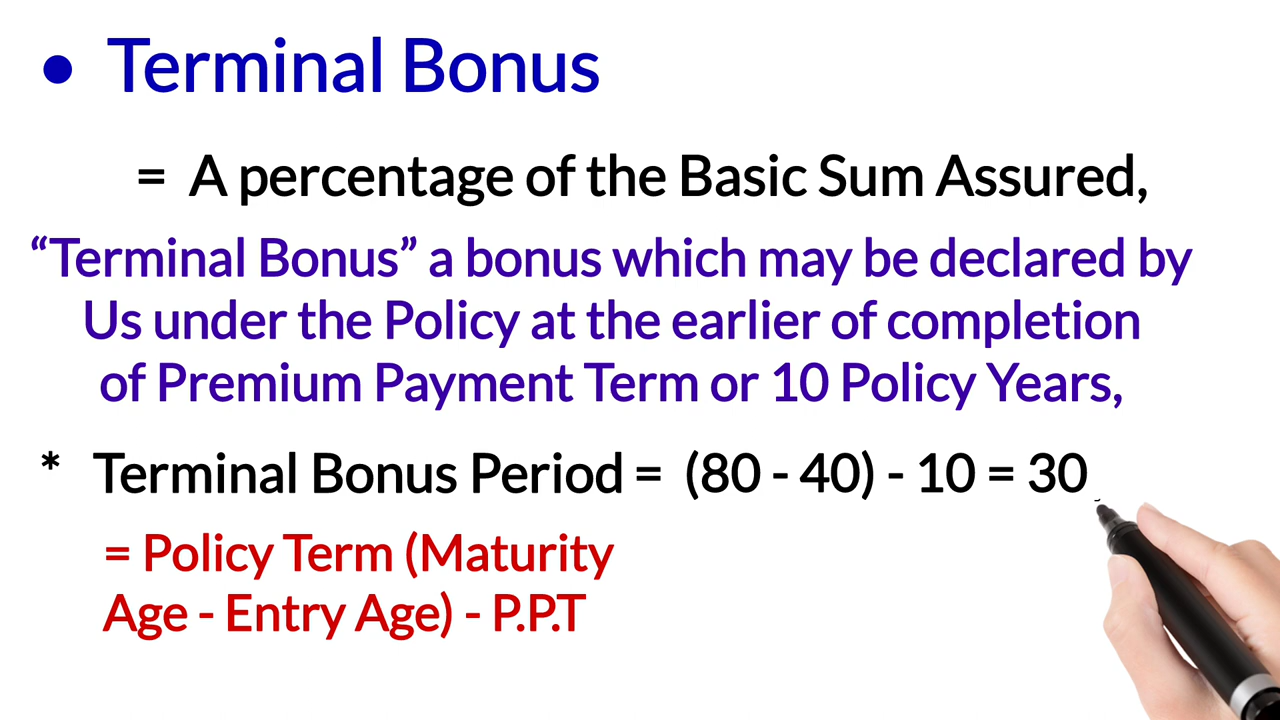 • Terminal Bonus
= A percentage of the Basic Sum Assured,
“Terminal Bonus” a bonus which may be declared by
Us under the Policy at the earlier of completion
of Premium Payment Term or 10 Policy Years,
* Terminal Bonus Period = (80 - 40) - 10 = 30
= Policy Term (Maturity
Age - Entry Age) - P.P.T